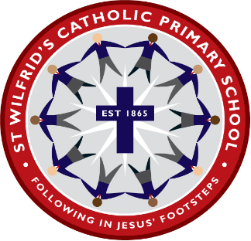 ST WILFRID'S CATHOLIC PRIMARY SCHOOL
EST 1865
• FOLLOWING IN JESUS' FOOTSTEPS •